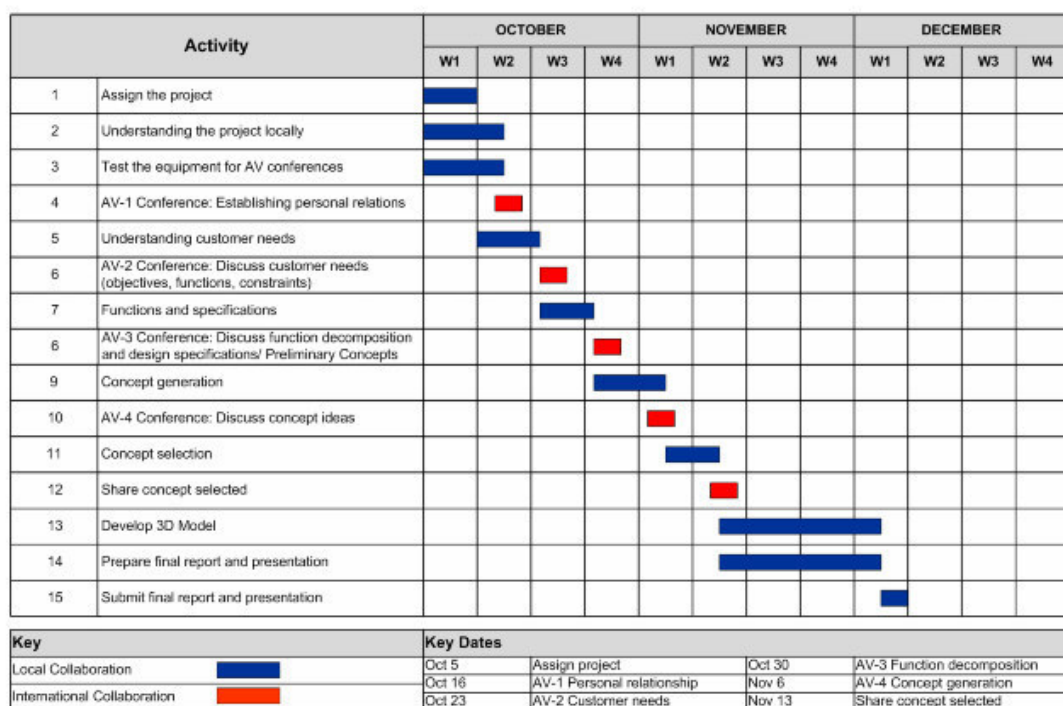 Activity
OCTOBER NOVEMBER DECEMBER
W1 W2 W3 W4 W1 W2 W3 W4 W1 W2 W3 W4
1 Assign the project
2 Understanding the project locally
3 Test the equipment for AV conferences
4 AV-1 Conference: Establishing personal relations
5 Understanding customer needs
6 AV-2 Conference: Discuss customer needs
(objectives, functions, constraints)
7 Functions and specifications
6 AV-3 Conference: Discuss function decomposition
and design specifications/ Preliminary Concepts
9 Concept generation
10 AV-4 Conference: Discuss concept ideas
11 Concept selection
12 Share concept selected
13 Develop 3D Model
14 Prepare final report and presentation
15 Submit final report and presentation
Key Key Dates
Local Collaboration Oct 5 Assign project Oct 30 AV-3 Function decomposition
International Collaboration Oct 16 AV-1 Personal relationship Nov 6 AV-4 Concept generation
Oct 23 AV-2 Customer needs Nov 13 Share concept selected